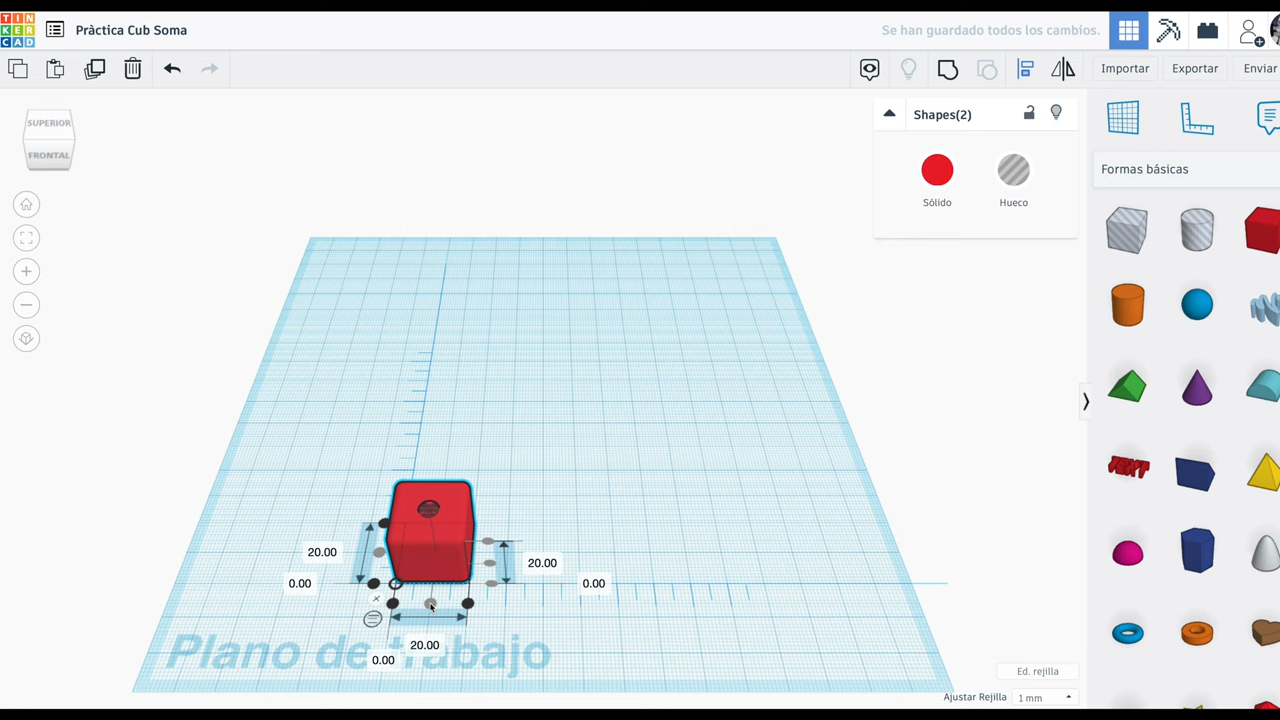 TIN
KER
CAD
Pràctica Cub Soma
Se han guardado todos los cambios.
Importar
Exportar
Enviar
SUPERIOR
FRONTAL
Shapes(2)
Sólido
Hueco
Formas básicas
20.00
0.00
20.00
0.00
20.00
0.00
Plano de trabajo
Ed. rejilla
Ajustar Rejilla
1 mm
TEXT